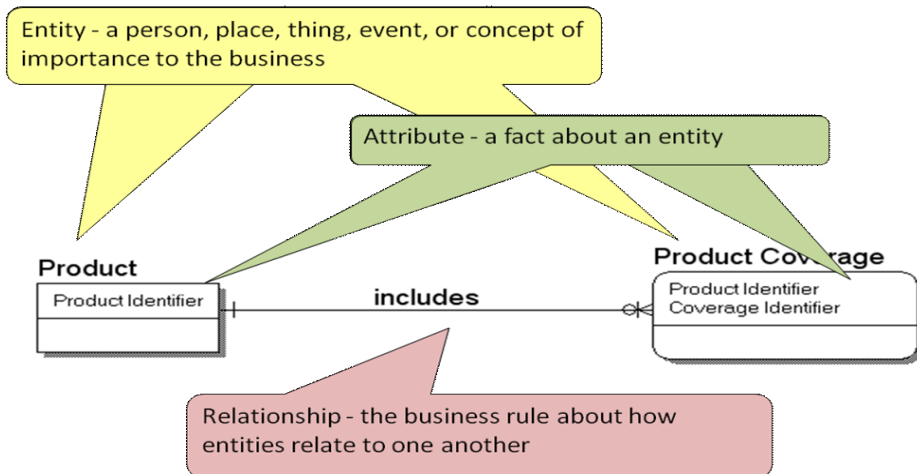 Entity - a person, place, thing, event, or concept of
importance to the business
Attribute - a fact about an entity
Product
Product Identifier
includes
Product Coverage
Product Identifier
Coverage Identifier
Relationship - the business rule about how
entities relate to one another